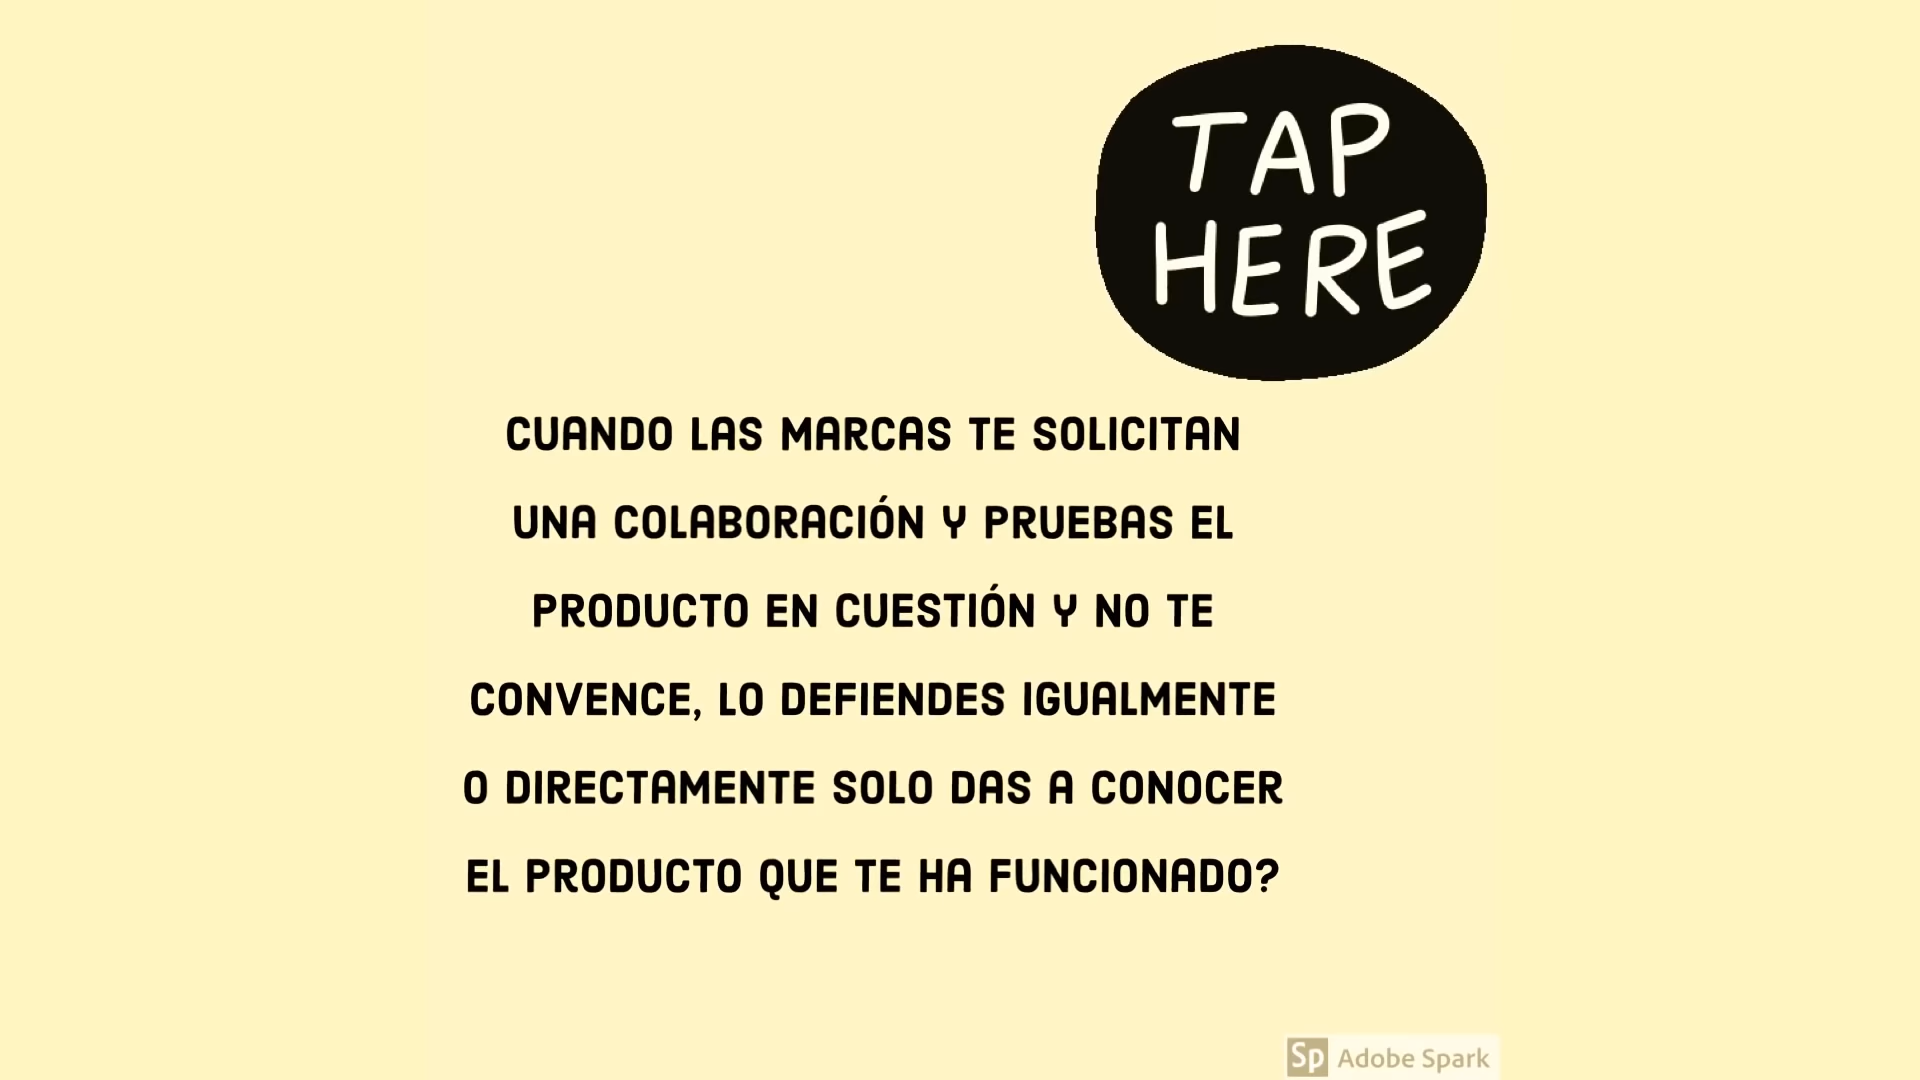 TAP
HERE
CUANDO LAS MARCAS TE SOLICITAN
UNA COLABORACIÓN Y PRUEBAS EL
PRODUCTO EN CUESTIÓN Y NO TE
CONVENCE, LO DEFIENDES IGUALMENTE
O DIRECTAMENTE SOLO DAS A CONOCER
EL PRODUCTO QUE TE HA FUNCIONADO?
Sp Adobe Spark